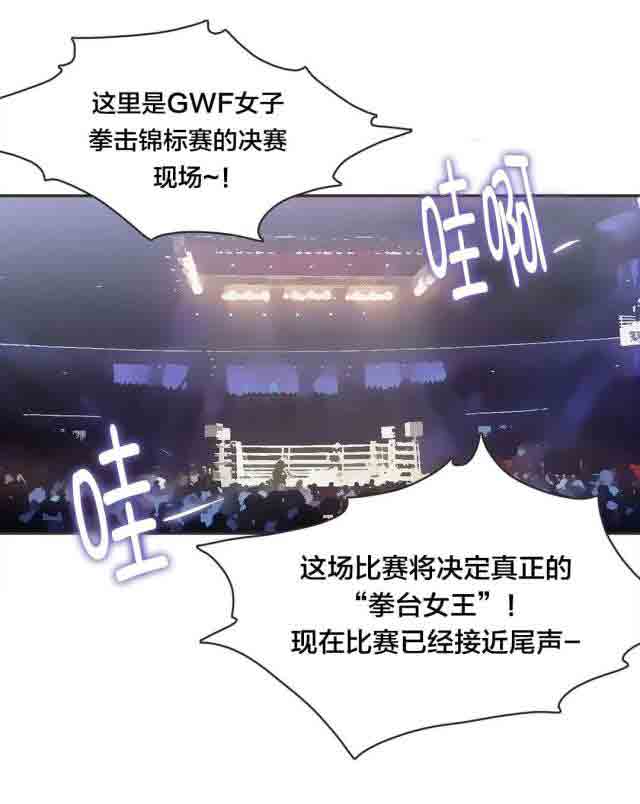 这里是GWF女子
拳击锦标赛的决赛
现场~!
哇啊—
哇—
这场比赛将决定真正的
“拳台女王”!
现在比赛已经接近尾声–